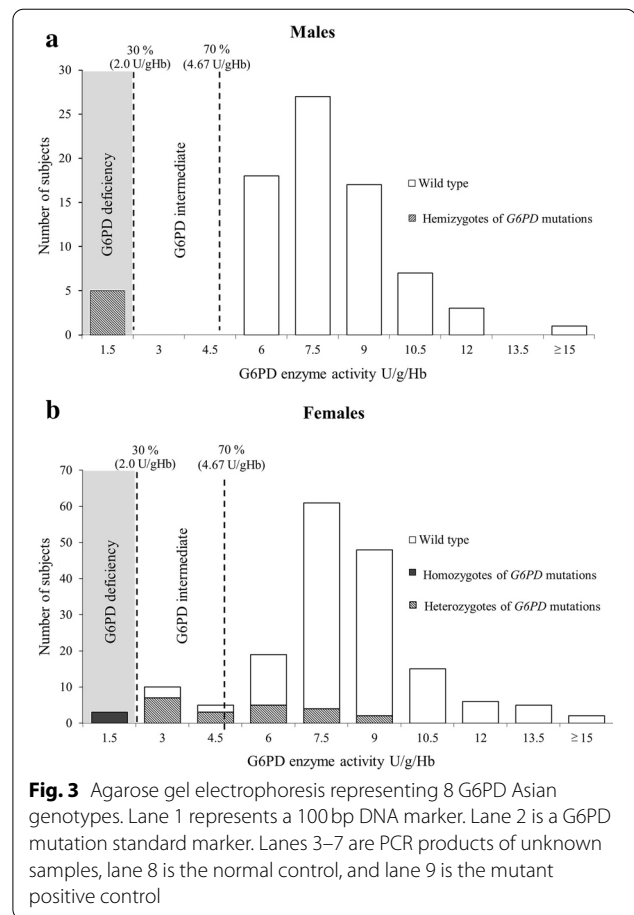 a
Males
30 %
(2.0 U/gHb)
70 %
(4.67 U/gHb)
30
25
20
15
10
5
0
Number of subjects
G6PD deficiency
G6PD intermediate
Wild type
Hemizygotes of G6PD mutations
1.5 3 4.5 6 7.5 9 10.5 12 13.5 ≥ 15
G6PD enzyme activity U/g/Hb
b
Females
30 %
(2.0 U/gHb)
70 %
(4.67 U/gHb)
70
60
50
40
30
20
10
0
Number of subjects
G6PD deficiency
G6PD intermediate
Wild type
Homozygotes of G6PD mutations
Heterozygotes of G6PD mutations
1.5 3 4.5 6 7.5 9 10.5 12 13.5 ≥ 15
G6PD enzyme activity U/g/Hb
Fig. 3 Agarose gel electrophoresis representing 8 G6PD Asian
genotypes. Lane 1 represents a 100 bp DNA marker. Lane 2 is a G6PD
mutation standard marker. Lanes 3–7 are PCR products of unknown
samples, lane 8 is the normal control, and lane 9 is the mutant
positive control